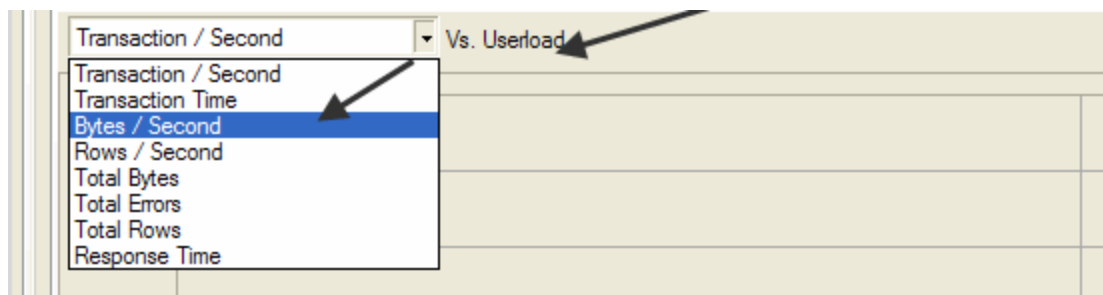 Transaction / Second Vs. Userload
Transaction / Second
Transaction Time
Bytes / Second
Rows / Second
Total Bytes
Total Errors
Total Rows
Response Time